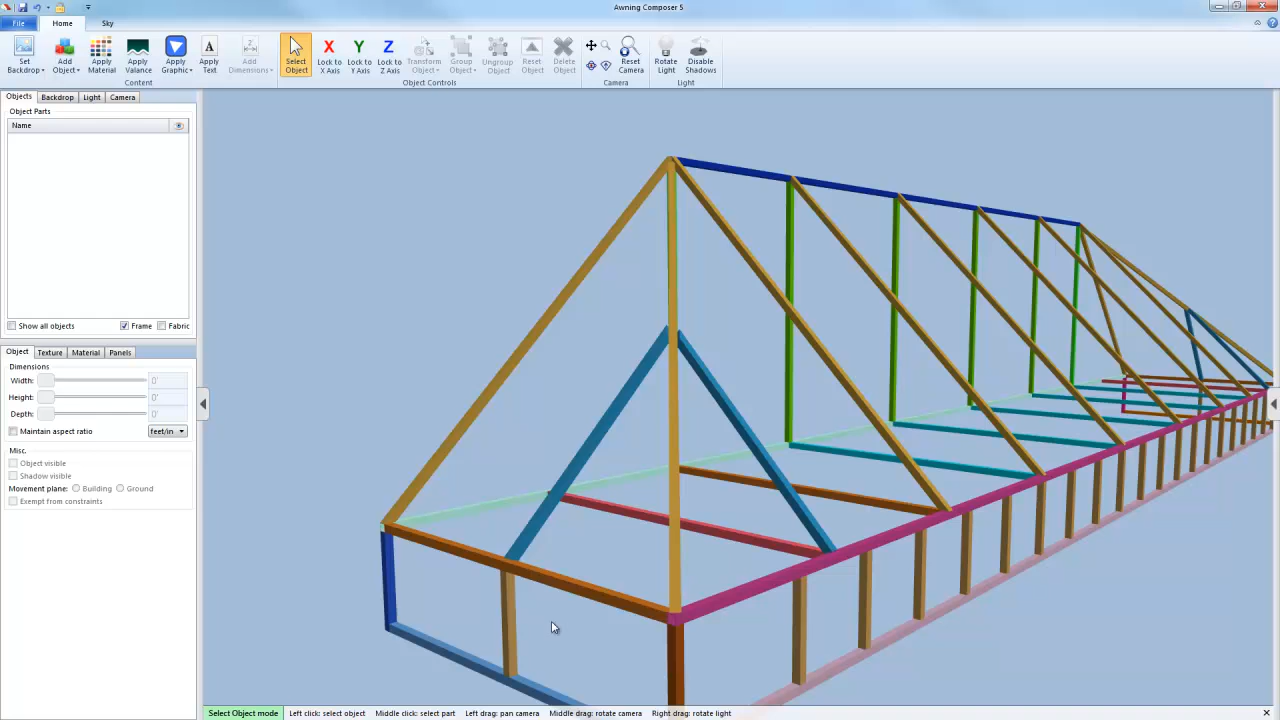 Awning Composer 5
File Home Sky
Set Backdrop
Add Object
Apply Material
Apply Valance
Apply Graphic
Apply Text
Add Dimensions
Select Object
X
Lock to X Axis
Y
Lock to Y Axis
Z
Lock to Z Axis
Transform Object
Group Object
Ungroup Object
Reset Object
Delete Object
Reset Camera
Rotate Light
Disable Shadows
Content Object Controls Camera Light
Objects Backdrop Light Camera
Object Parts
Name
Show all objects Frame Fabric
Object Texture Material Panels
Dimensions
Width: 0'
Height: 0'
Depth: 0'
Maintain aspect ratio feet/in
Misc.
Object visible
Shadow visible
Movement plane: Building Ground
Exempt from constraints
Select Object mode Left click: select object Middle click: select part Left drag: pan camera Middle drag: rotate camera Right drag: rotate light